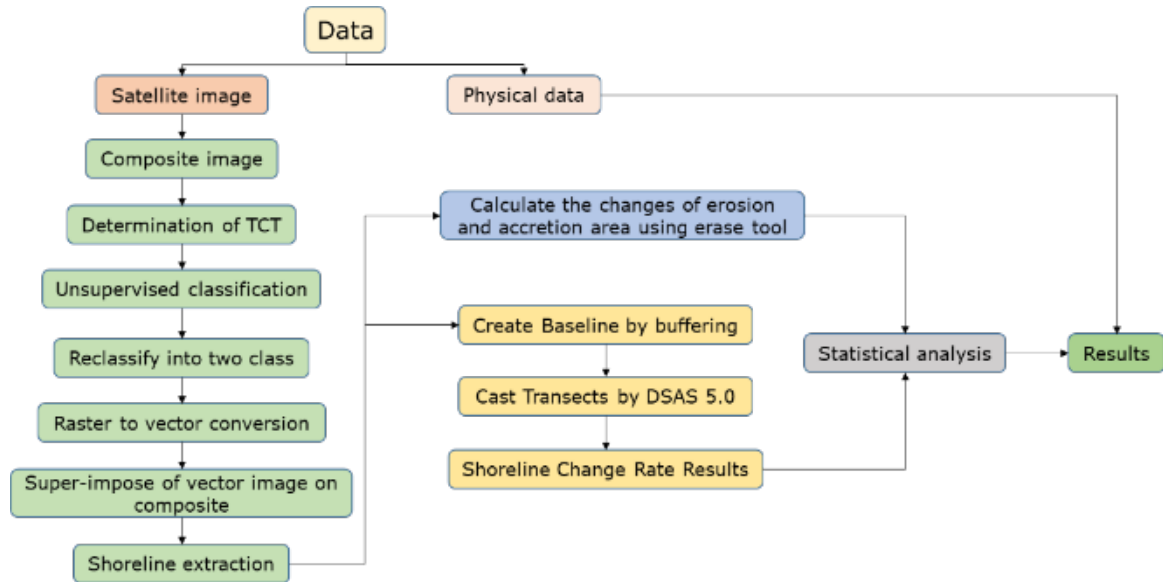 Data
Satellite image
Physical data
Composite image
Determination of TCT
Unsupervised classification
Reclassify into two class
Raster to vector conversion
Super-impose of vector image on
composite
Shoreline extraction
Calculate the changes of erosion
and accretion area using erase tool
Create Baseline by buffering
Cast Transects by DSAS 5.0
Shoreline Change Rate Results
Statistical analysis
Results